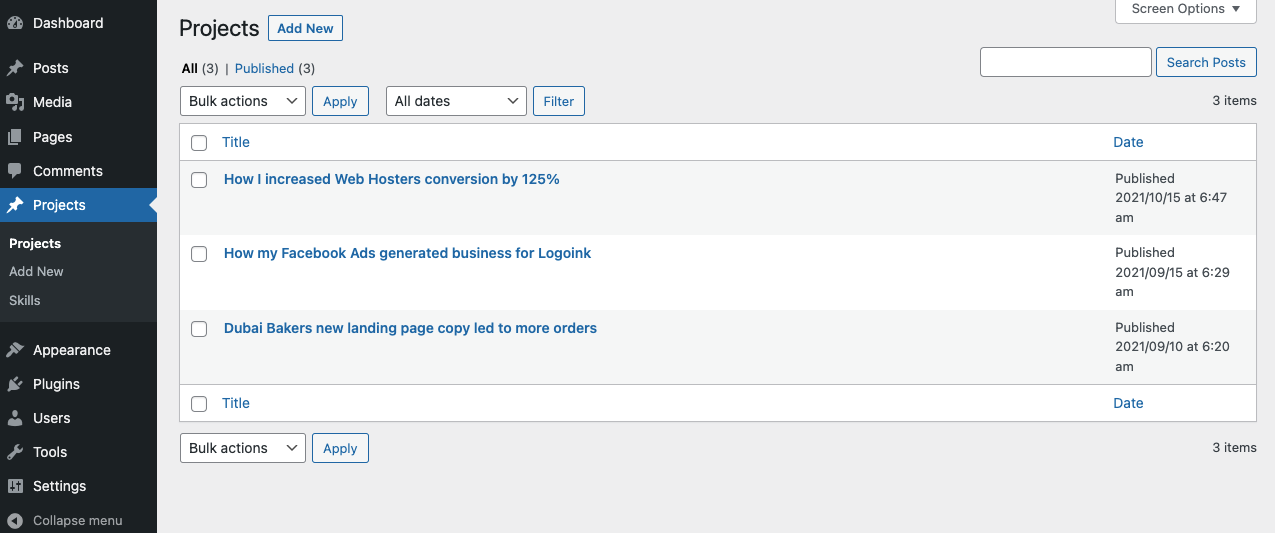 Dashboard
Posts
Media
Pages
Comments
Projects
Projects
Add New
Skills
Appearance
Plugins
Users
Tools
Settings
Collapse menu
Screen Options
Projects Add New
All (3) | Published (3)
Search Posts
Bulk actions Apply All dates Filter 3 items
Title Date
How I increased Web Hosters conversion by 125% Published
2021/10/15 at 6:47
am
How my Facebook Ads generated business for Logoink Published
2021/09/15 at 6:29
am
Dubai Bakers new landing page copy led to more orders Published
2021/09/10 at 6:20
am
Title Date
Bulk actions Apply 3 items